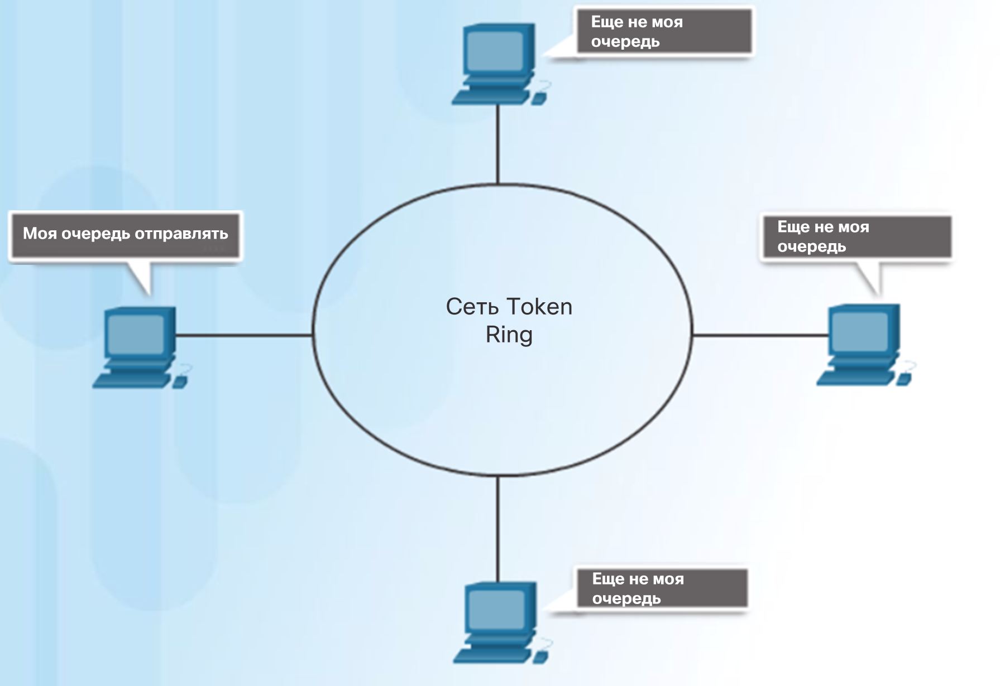 Еще не моя
очередь
Моя очередь отправлять
Еще не моя
очередь
Сеть Token
Ring
Еще не моя
очередь